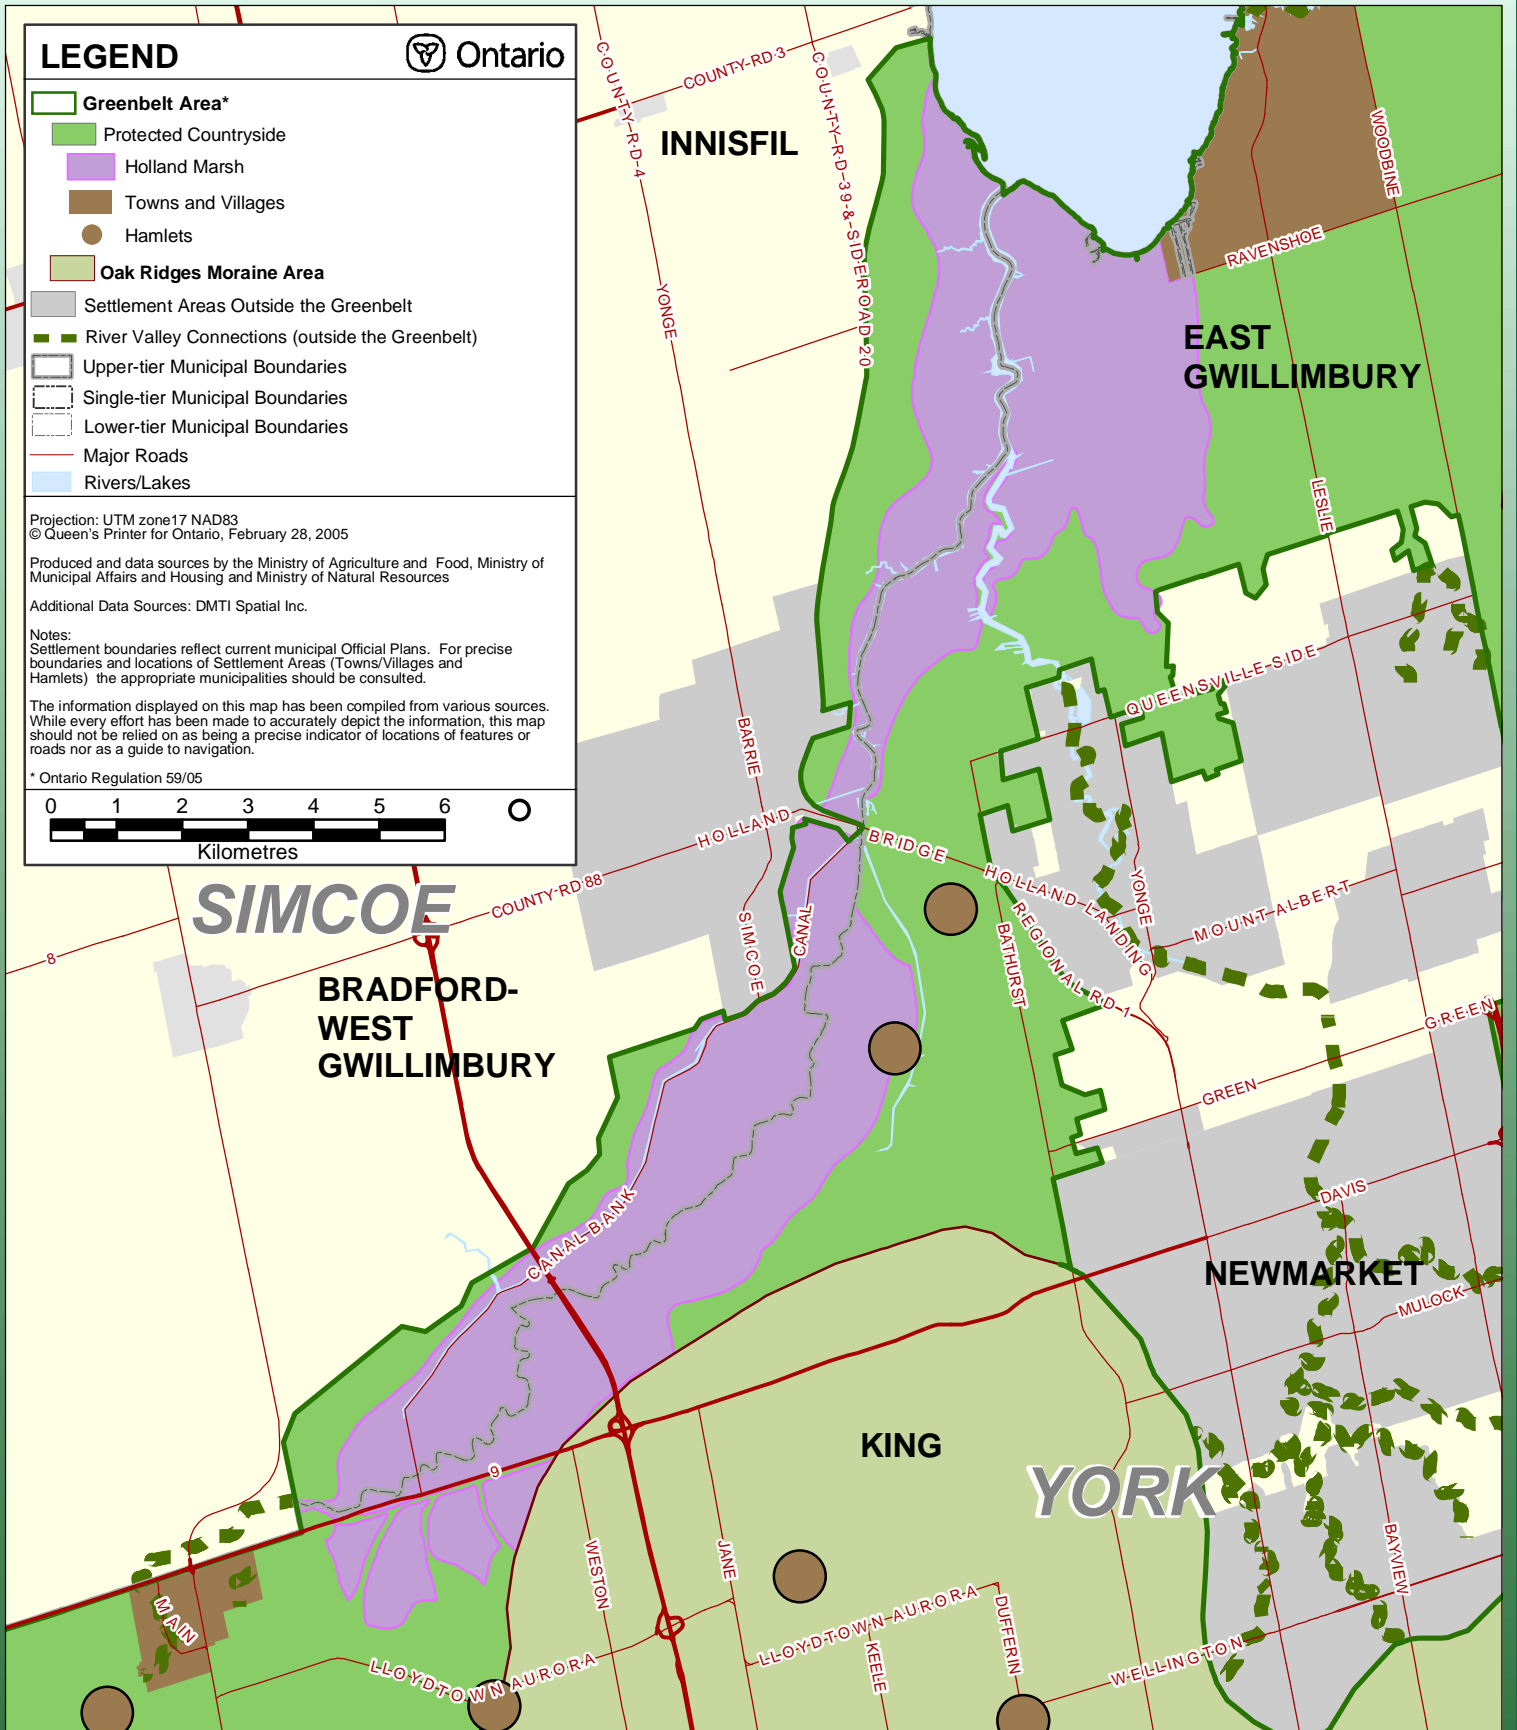 LEGEND
Ontario
Greenbelt Area*
Protected Countryside
Holland Marsh
Towns and Villages
Hamlets
Oak Ridges Moraine Area
Settlement Areas Outside the Greenbelt
River Valley Connections (outside the Greenbelt)
Upper-tier Municipal Boundaries
Single-tier Municipal Boundaries
Lower-tier Municipal Boundaries
Major Roads
Rivers/Lakes
Projection: UTM zone17 NAD83
© Queen's Printer for Ontario, February 28, 2005
Produced and data sources by the Ministry of Agriculture and Food, Ministry of
Municipal Affairs and Housing and Ministry of Natural Resources
Additional Data Sources: DMTI Spatial Inc.
Notes:
Settlement boundaries reflect current municipal Official Plans. For precise
boundaries and locations of Settlement Areas (Towns/Villages and
Hamlets) the appropriate municipalities should be consulted.
The information displayed on this map has been compiled from various sources.
While every effort has been made to accurately depict the information, this map
should not be relied on as being a precise indicator of locations of features or
roads nor as a guide to navigation.
* Ontario Regulation 59/05
0 1 2 3 4 5 6
Kilometres
COUNTY RD 4
COUNTY RD 3
COUNTY RD 39 & SIDEROAD 20
INNISFIL
WOODBINE
RAVENSHOE
YONGE
EAST
GWILLIMBURY
LESLIE
QUEENSVILLE SIDE
BARRIE
HOLLAND
BRIDGE
HOLLAND LANDING
YONGE
MOUNT ALBERT
COUNTY RD 88
SIMCOE
8
SIMCOE
CANAL
BATHURST
REGIONAL RD 1
BRADFORD-
WEST
GWILLIMBURY
GREEN
GREEN
CANAL BANK
DAVIS
NEWMARKET
MULOCK
KING
YORK
9
WESTON
JANE
BAYVIEW
MAIN
LLOYDTOWN AURORA
LLOYDTOWN AURORA
KEELE
DUFFERIN
WELLINGTON